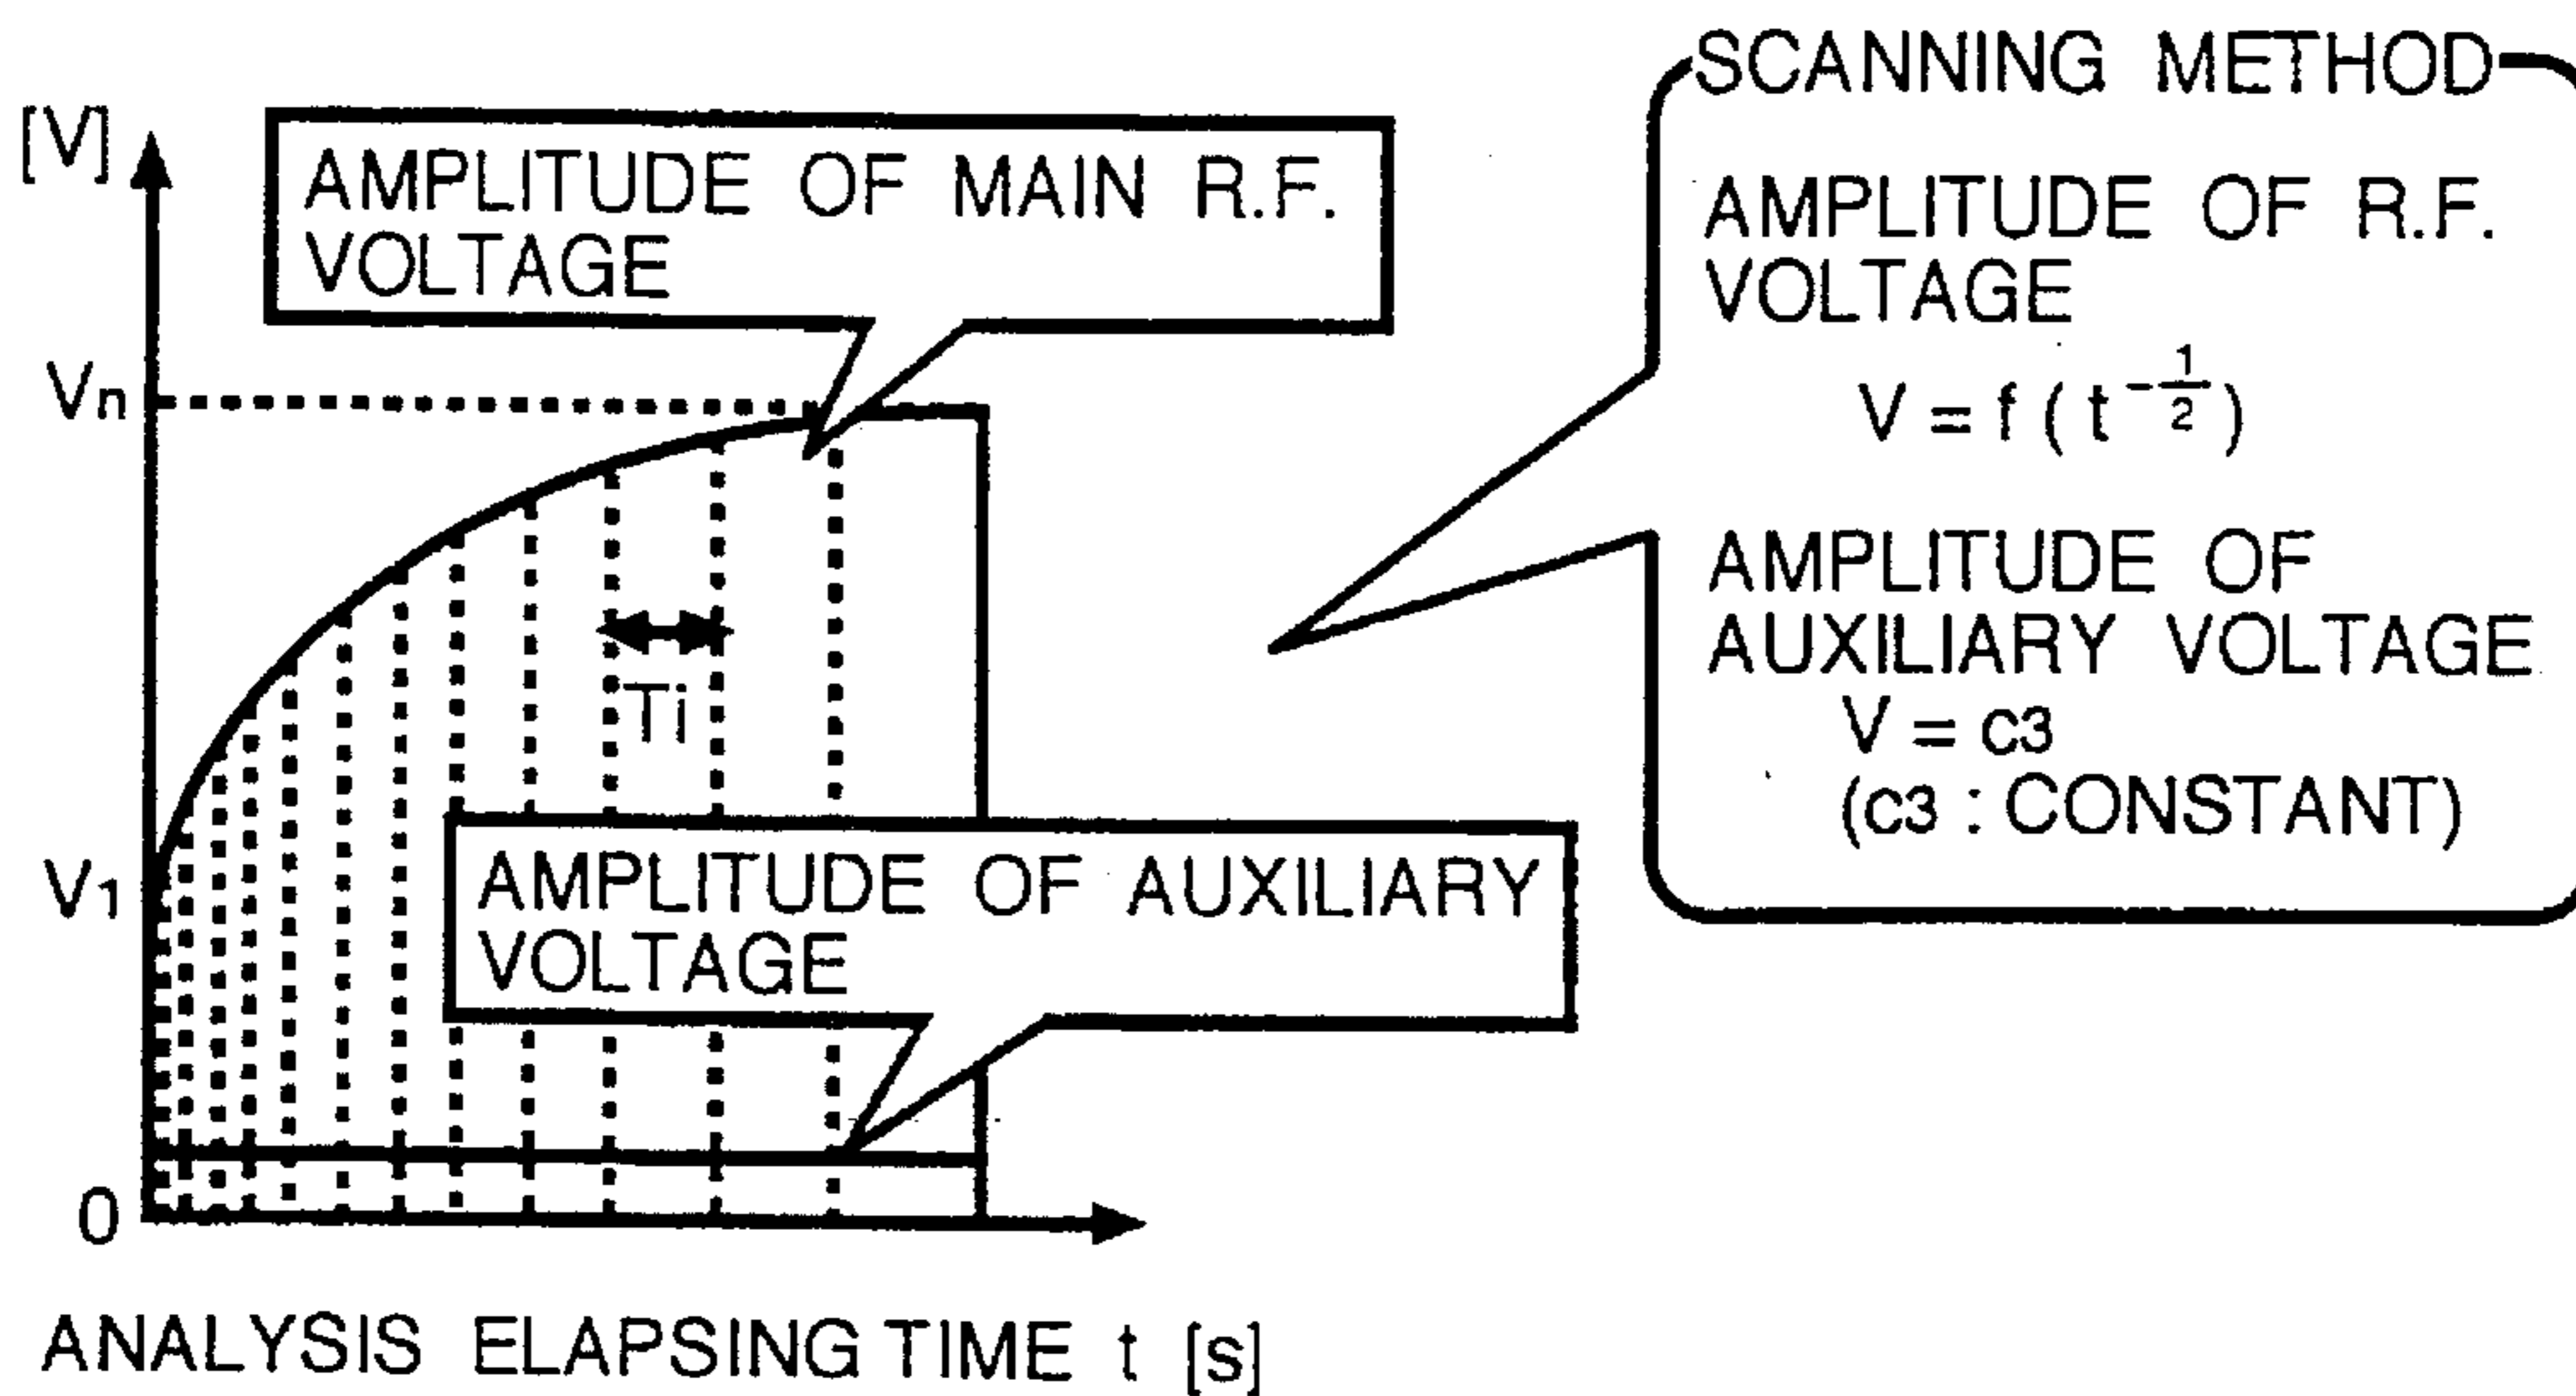 [V]
AMPLITUDE OF MAIN R.F.
VOLTAGE
Vn
Ti
V1
AMPLITUDE OF AUXILIARY
VOLTAGE
0
ANALYSIS ELAPSING TIME t [s]
SCANNING METHOD
AMPLITUDE OF R.F.
VOLTAGE
V = f ( t^{-1/2} )
AMPLITUDE OF
AUXILIARY VOLTAGE
V = c3
(c3 : CONSTANT)